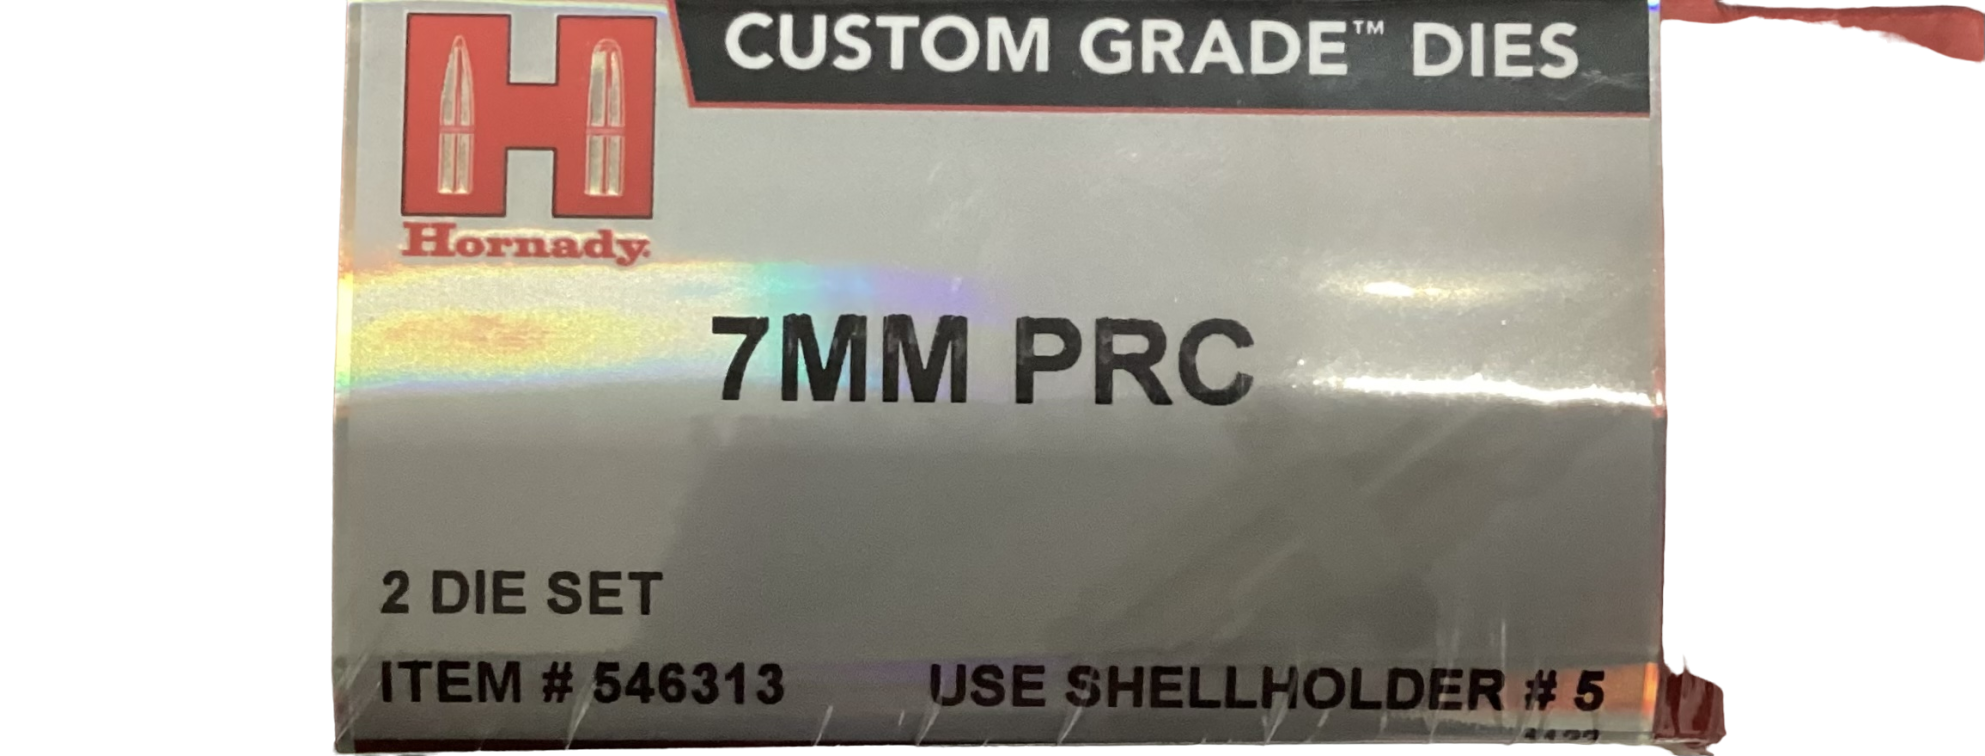 CUSTOM GRADE™ DIES
Hornady
7MM PRC
2 DIE SET
ITEM # 546313 USE SHELLHOLDER # 5